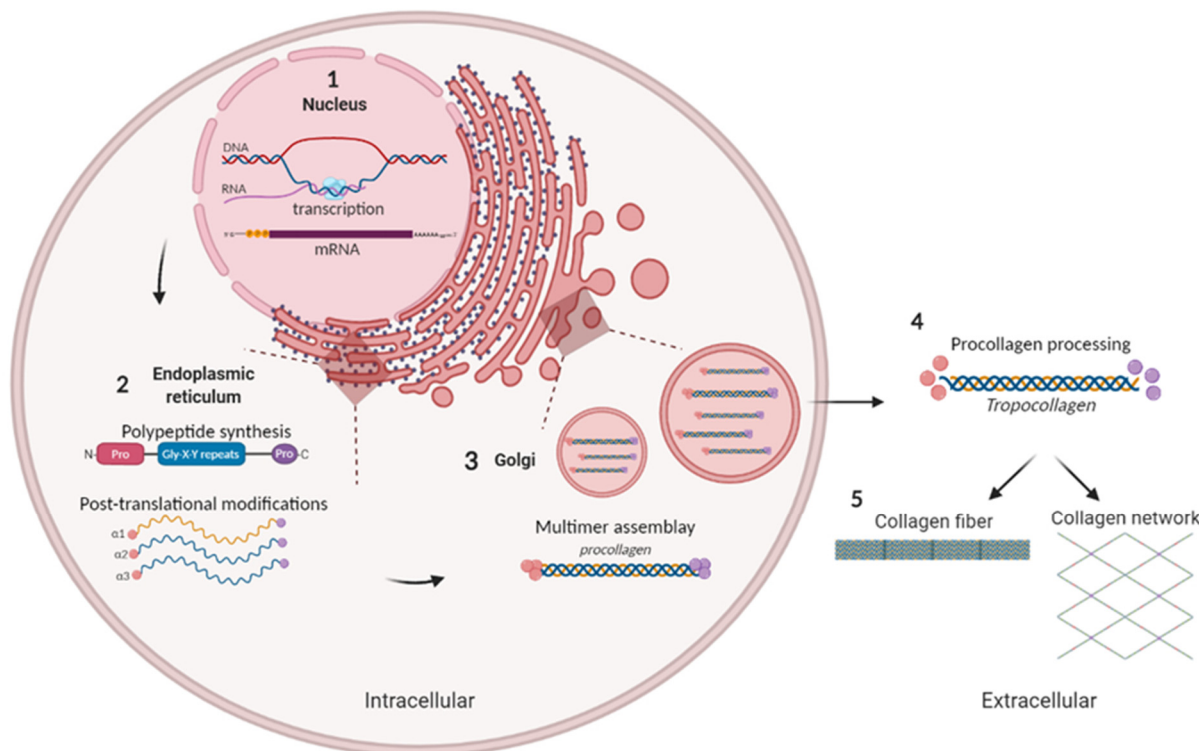 1
Nucleus
DNA
RNA
transcription
mRNA
2
Endoplasmic
reticulum
Polypeptide synthesis
N- Pro Gly-X-Y repeats Pro -C
Post-translational modifications
α1
α2
α3
3 Golgi
Multimer assemblay
procollagen
Intracellular
4
Procollagen processing
Tropocollagen
5
Collagen fiber
Collagen network
Extracellular